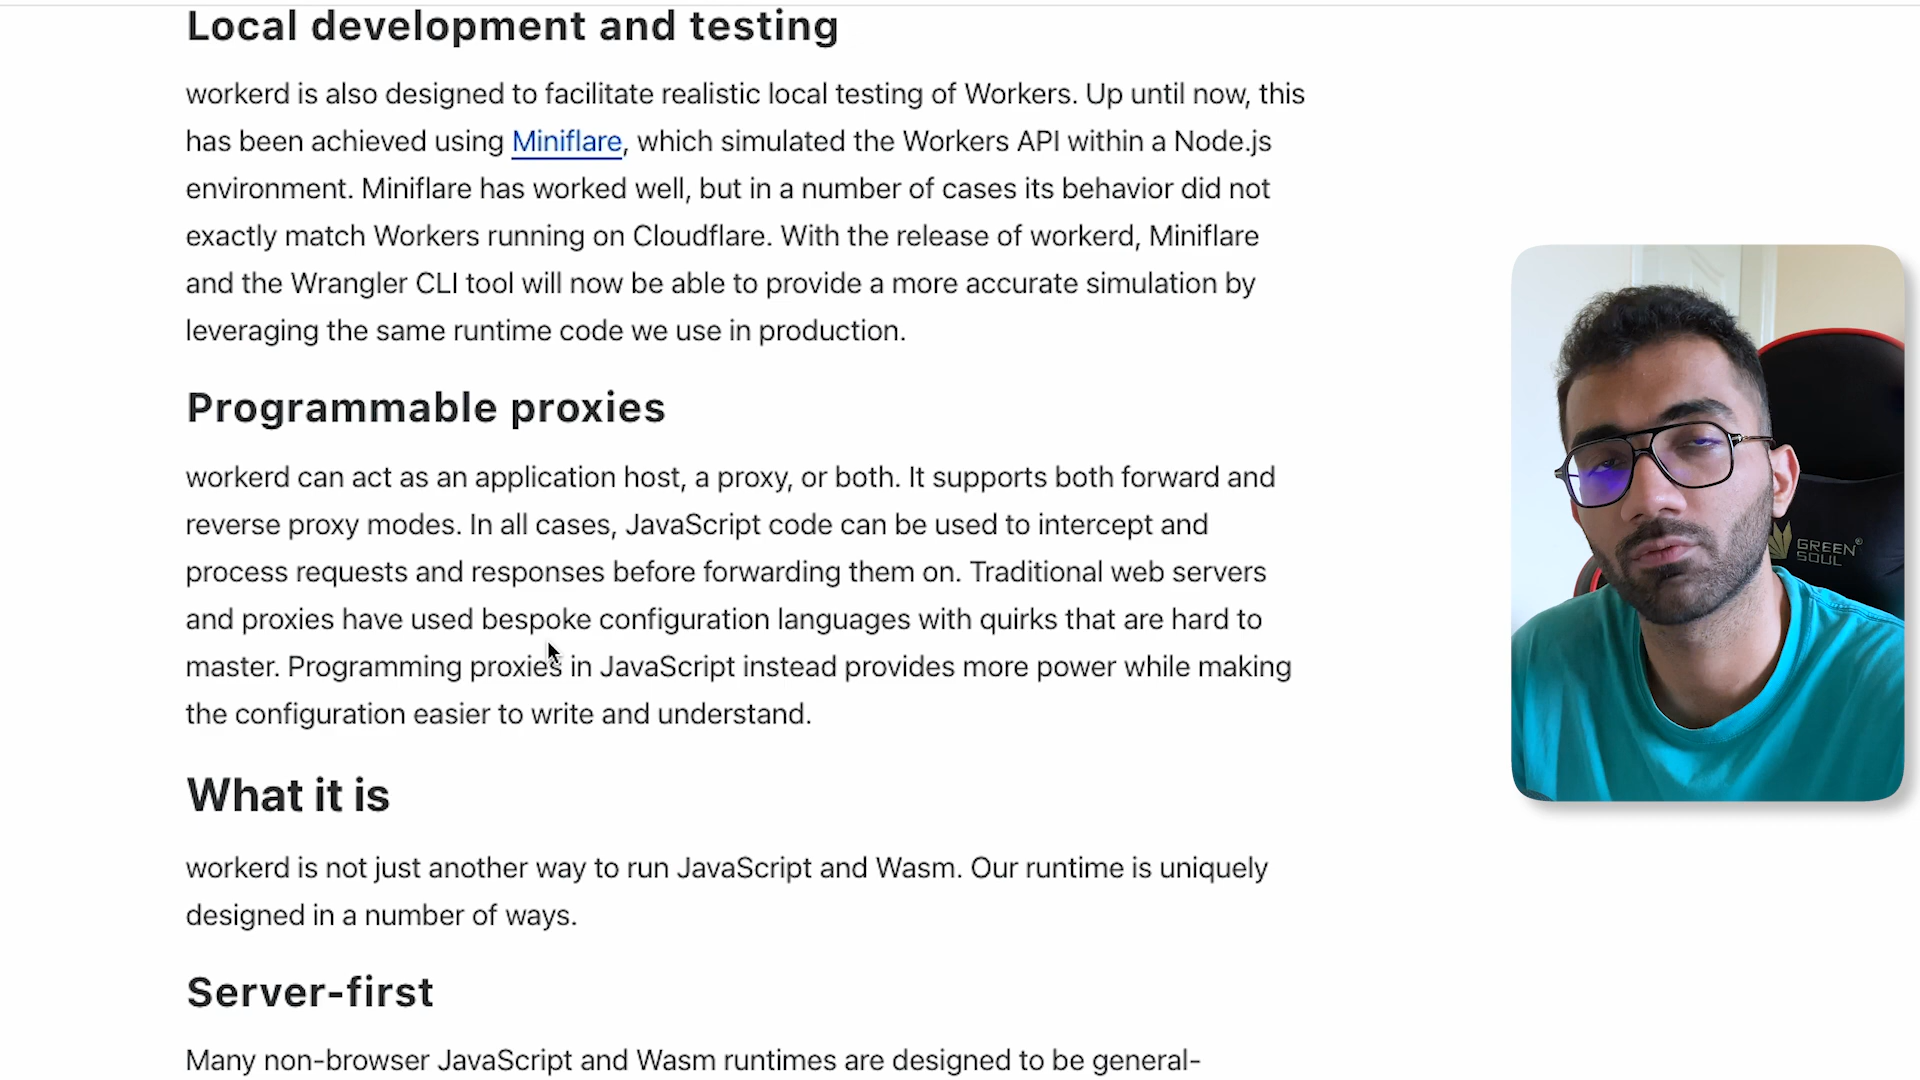 Local development and testing
workerd is also designed to facilitate realistic local testing of Workers. Up until now, this
has been achieved using Miniflare, which simulated the Workers API within a Node.js
environment. Miniflare has worked well, but in a number of cases its behavior did not
exactly match Workers running on Cloudflare. With the release of workerd, Miniflare
and the Wrangler CLI tool will now be able to provide a more accurate simulation by
leveraging the same runtime code we use in production.
Programmable proxies
workerd can act as an application host, a proxy, or both. It supports both forward and
reverse proxy modes. In all cases, JavaScript code can be used to intercept and
process requests and responses before forwarding them on. Traditional web servers
and proxies have used bespoke configuration languages with quirks that are hard to
master. Programming proxies in JavaScript instead provides more power while making
the configuration easier to write and understand.
What it is
workerd is not just another way to run JavaScript and Wasm. Our runtime is uniquely
designed in a number of ways.
Server-first
Many non-browser JavaScript and Wasm runtimes are designed to be general-
GREEN
SOUL®